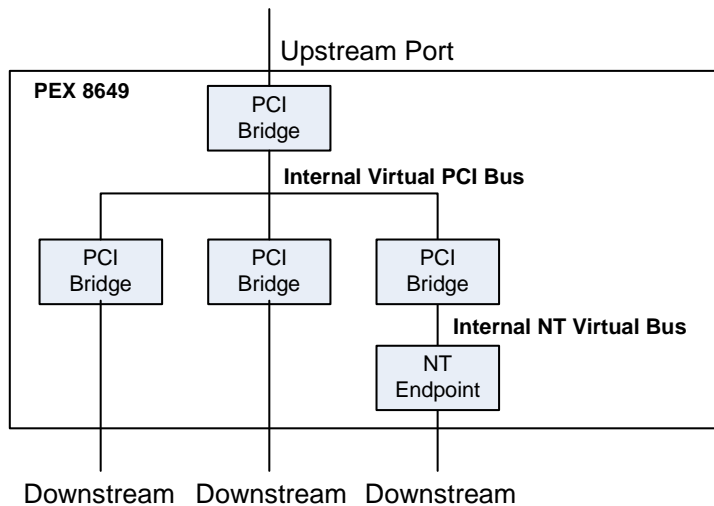 Upstream Port
PEX 8649
PCI
Bridge
Internal Virtual PCI Bus
PCI
Bridge
PCI
Bridge
PCI
Bridge
Internal NT Virtual Bus
NT
Endpoint
Downstream
Downstream
Downstream